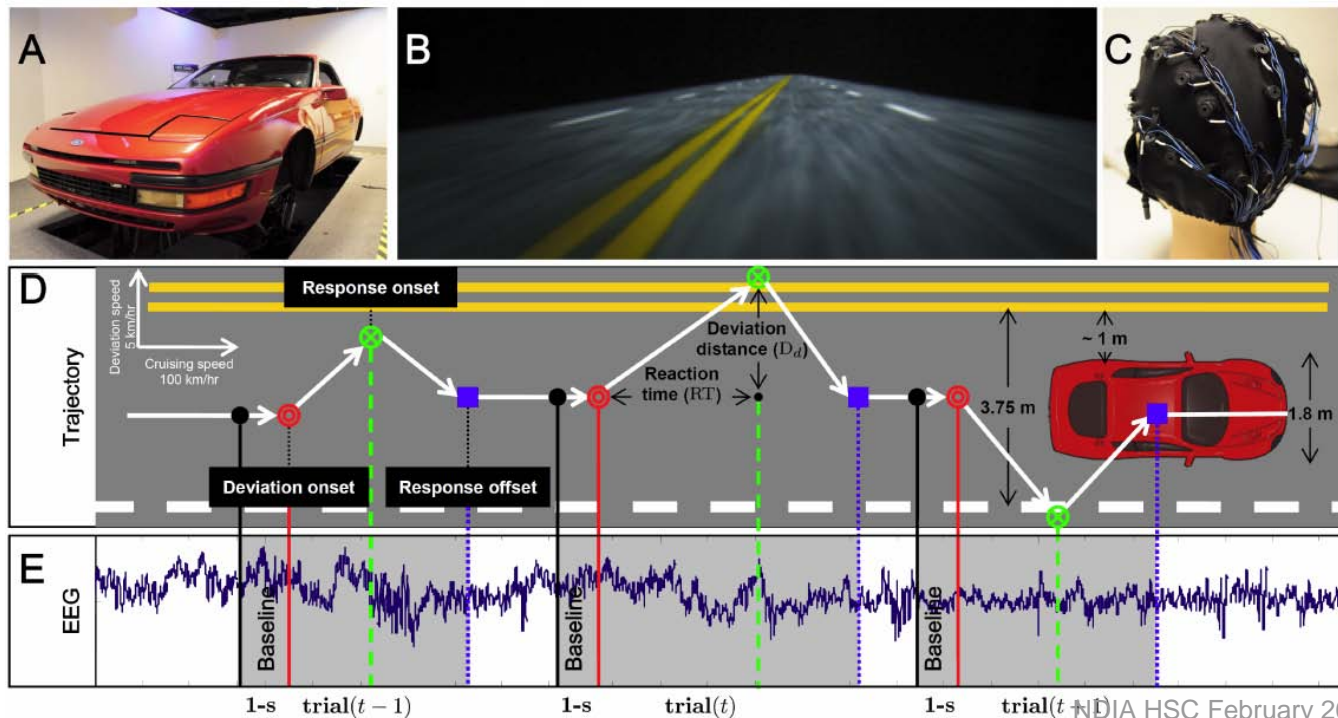 A
B
C
D
Trajectory
Deviation speed
5 km/hr
Cruising speed
100 km/hr
Response onset
Deviation onset
Response offset
Deviation
distance (D_d)
Reaction
time (RT)
3.75 m
~ 1 m
1.8 m
E
EEG
Baseline
Baseline
Baseline
1-s
trial(t − 1)
1-s
trial(t)
1-s
trial(t + 1)
NDIA HSC February